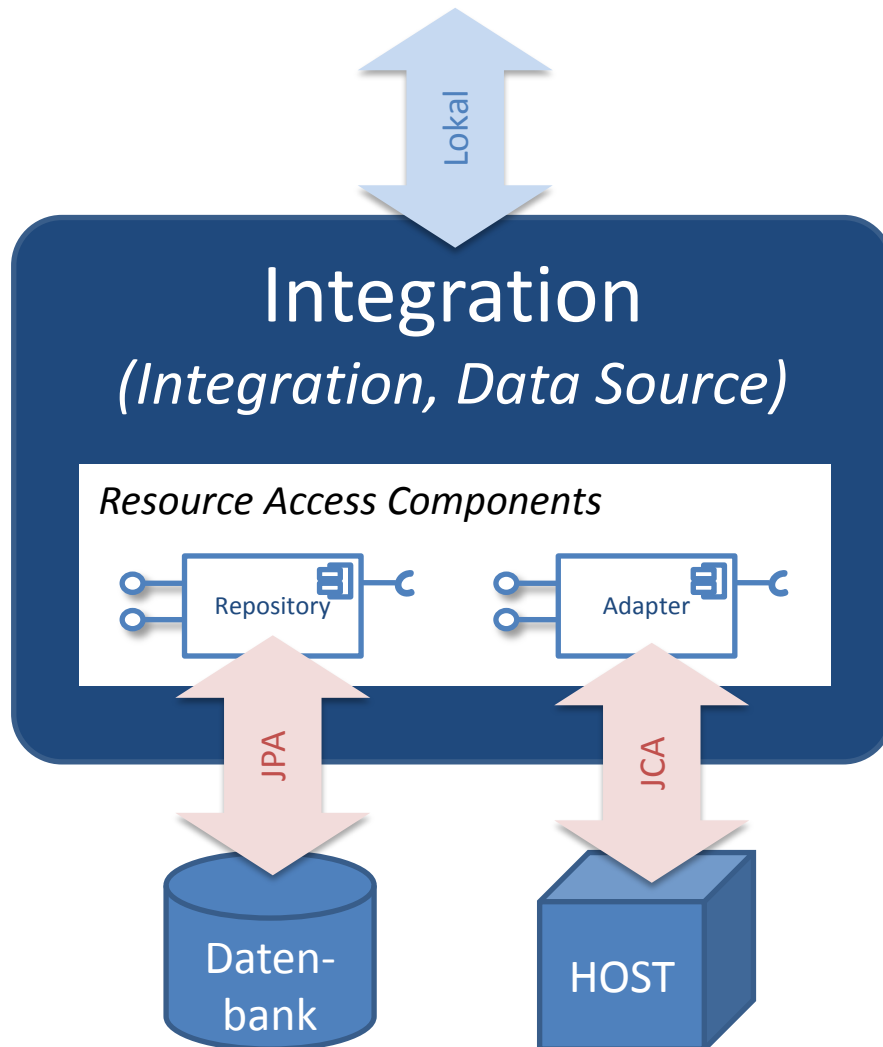 Lokal
Integration
(Integration, Data Source)
Resource Access Components
Repository
Adapter
JPA
JCA
Daten-
bank
HOST